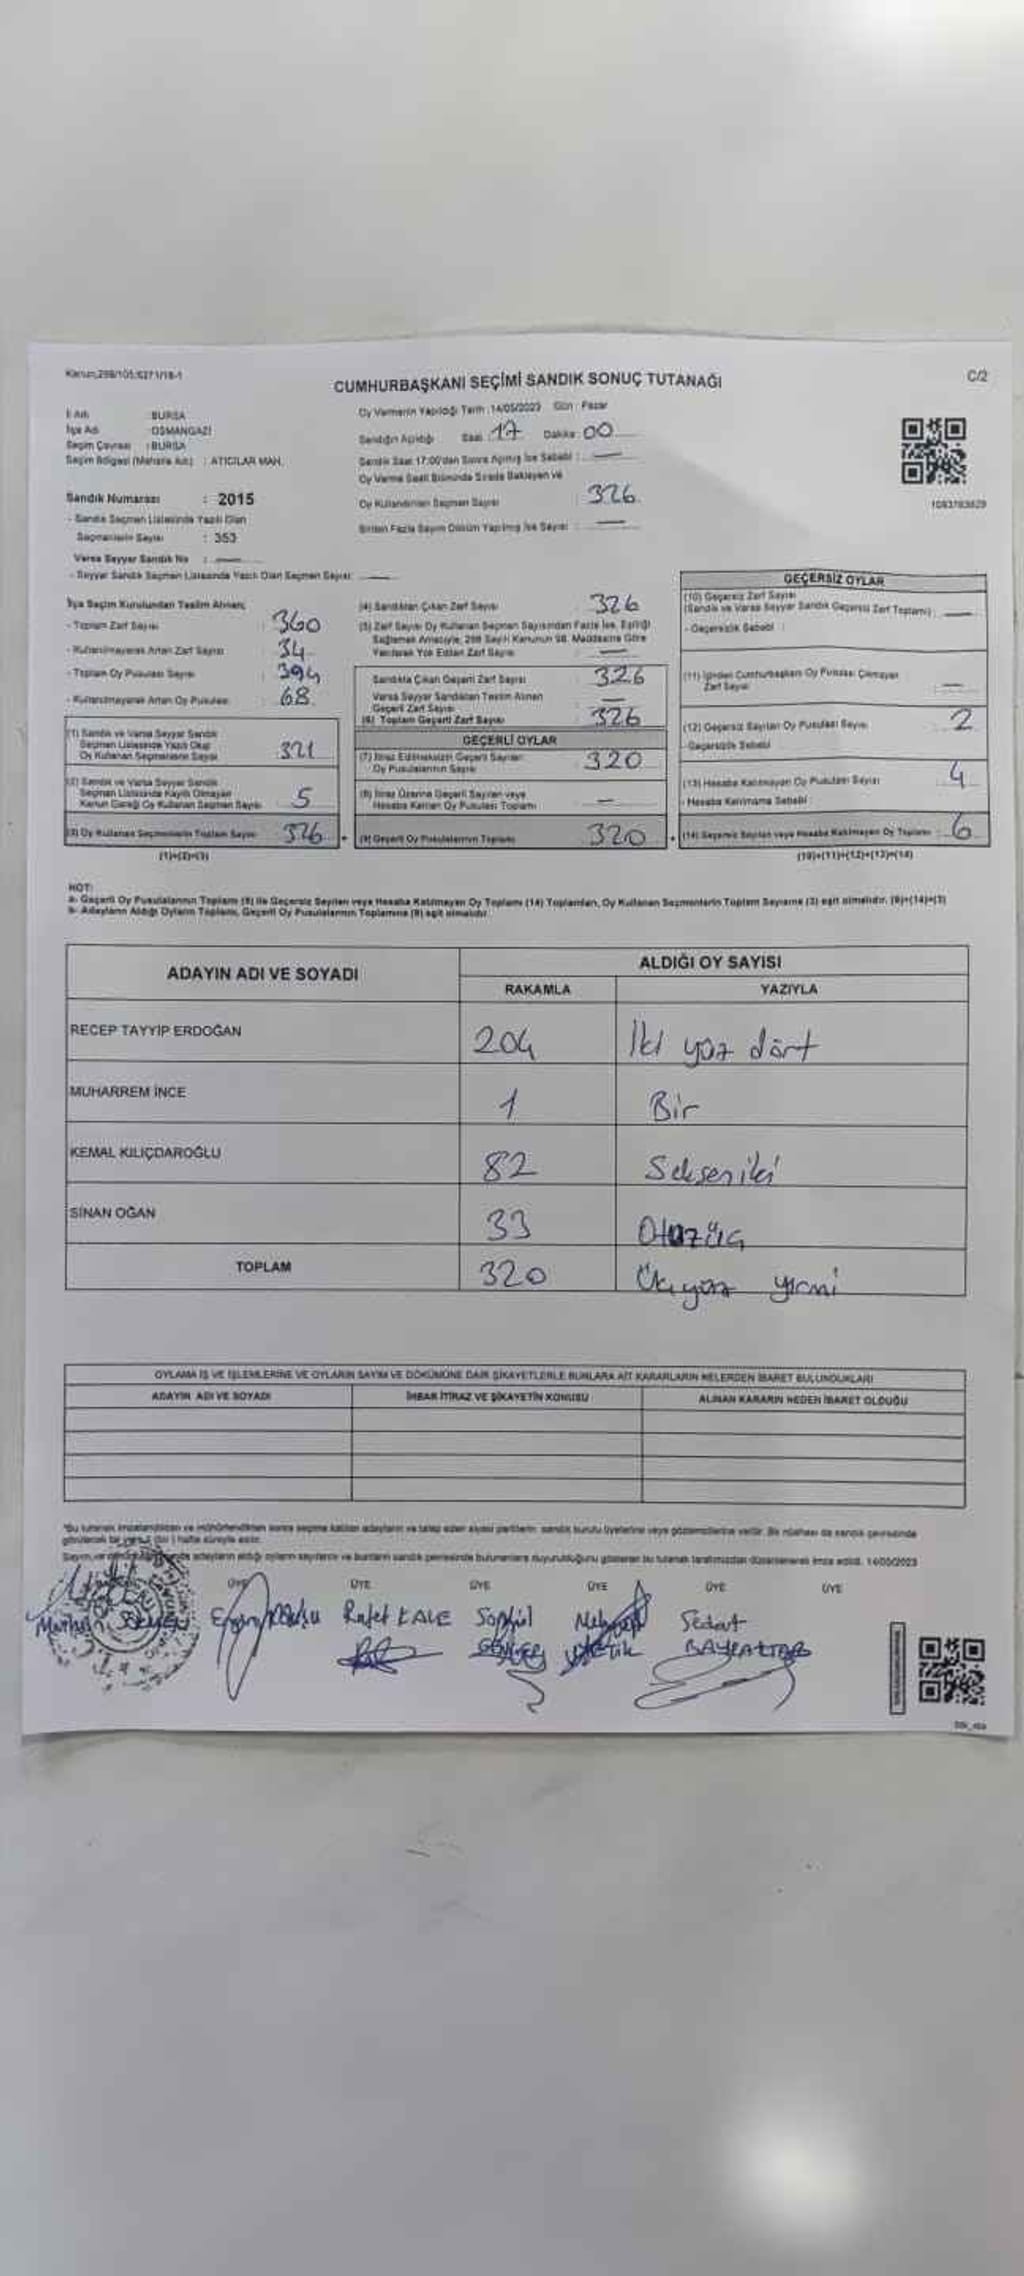 Kanun:298/105;6271/18-1
C/2
CUMHURBAŞKANI SEÇİMİ SANDIK SONUÇ TUTANAĞI
İl Adı : BURSA
İlçe Adı : OSMANGAZİ
Seçim Çevresi : BURSA
Seçim Bölgesi (Mahalle Adı) : ATICILAR MAH.
Sandık Numarası : 2015
- Sandık Seçmen Listesinde Yazılı Olan
Seçmenlerin Sayısı : 353
Varsa Seyyar Sandık No : —
- Seyyar Sandık Seçmen Listesinde Yazılı Olan Seçmen Sayısı: —
Oy Vermenin Yapıldığı Tarih :14/05/2023 Gün : Pazar
Sandığın Açıldığı Saat : 17 Dakika : 00
Sandık Saat 17:00'dan Sonra Açılmış İse Sebebi : —
Oy Verme Saati Bitiminde Sırada Bekleyen ve
Oy Kullandırılan Seçmen Sayısı : 326
Birden Fazla Sayım Döküm Yapılmış İse Sayısı : —
1093783829
İlçe Seçim Kurulundan Teslim Alınan;
- Toplam Zarf Sayısı : 360
- Kullanılmayarak Artan Zarf Sayısı : 34
- Toplam Oy Pusulası Sayısı : 394
- Kullanılmayarak Artan Oy Pusulası : 68
(1) Sandık ve Varsa Seyyar Sandık
Seçmen Listesinde Yazılı Olup
Oy Kullanan Seçmenlerin Sayısı : 321
(2) Sandık ve Varsa Seyyar Sandık
Seçmen Listesinde Kayıtlı Olmayan
Kanun Gereği Oy Kullanan Seçmen Sayısı : 5
(3) Oy Kullanan Seçmenlerin Toplam Sayısı : 326
(1)+(2)=(3)
(4) Sandıktan Çıkan Zarf Sayısı : 326
(5) Zarf Sayısı Oy Kullanan Seçmen Sayısından Fazla İse, Eşitliği
Sağlamak Amacıyla, 298 Sayılı Kanunun 98. Maddesine Göre
Yakılarak Yok Edilen Zarf Sayısı : —
Sandıkta Çıkan Geçerli Zarf Sayısı : 326
Varsa Seyyar Sandıktan Teslim Alınan
Geçerli Zarf Sayısı : —
(6) Toplam Geçerli Zarf Sayısı : 326
GEÇERLİ OYLAR
(7) İtiraz Edilmeksizin Geçerli Sayılan
Oy Pusulalarının Sayısı : 320
(8) İtiraz Üzerine Geçerli Sayılan veya
Hesaba Katılan Oy Pusulası Toplamı : —
(9) Geçerli Oy Pusulalarının Toplamı : 320
GEÇERSİZ OYLAR
(10) Geçersiz Zarf Sayısı
(Sandık ve Varsa Seyyar Sandık Geçersiz Zarf Toplamı) : —
- Geçersizlik Sebebi :
(11) İçinden Cumhurbaşkanı Oy Pusulası Çıkmayan
Zarf Sayısı : —
(12) Geçersiz Sayılan Oy Pusulası Sayısı : 2
-Geçersizlik Sebebi
(13) Hesaba Katılmayan Oy Pusulası Sayısı : 4
- Hesaba Katılmama Sebebi :
(14) Geçersiz Sayılan veya Hesaba Katılmayan Oy Toplamı : 6
(10)+(11)+(12)+(13)=(14)
NOT:
a- Geçerli Oy Pusulalarının Toplamı (9) ile Geçersiz Sayılan veya Hesaba Katılmayan Oy Toplamı (14) Toplamları, Oy Kullanan Seçmenlerin Toplam Sayısına (3) eşit olmalıdır. (9)+(14)=(3)
b- Adayların Aldığı Oyların Toplamı, Geçerli Oy Pusulalarının Toplamına (9) eşit olmalıdır.
ADAYIN ADI VE SOYADI
ALDIĞI OY SAYISI
RAKAMLA YAZIYLA
RECEP TAYYİP ERDOĞAN 204 İki yüz dört
MUHARREM İNCE 1 Bir
KEMAL KILIÇDAROĞLU 82 Sekseniki
SİNAN OĞAN 33 Otuzüç
TOPLAM 320 Üçyüz yirmi
OYLAMA İŞ VE İŞLEMLERİNE VE OYLARIN SAYIM VE DÖKÜMÜNE DAİR ŞİKAYETLERLE BUNLARA AİT KARARLARIN NELERDEN İBARET BULUNDUKLARI
ADAYIN ADI VE SOYADI İHBAR İTİRAZ VE ŞİKAYETİN KONUSU ALINAN KARARIN NEDEN İBARET OLDUĞU
*Bu tutanak imzalandıktan ve mühürlendikten sonra seçime katılan adayların ve talep eden siyasi partilerin sandık kurulu üyelerine veya gözlemcilerine verilir. Bir nüshası da sandık çevresinde
görülecek bir yere 1 (bir) hafta süreyle asılır.
adayların aldığı oyların sayılarını ve bunların sandık çevresinde bulunanlara duyurulduğunu gösteren bu tutanak tarafımızdan düzenlenerek imza edildi. 14/05/2023
ÜYE ÜYE ÜYE ÜYE ÜYE ÜYE
Rafet KALE
Sedat
BAYRAKTAR